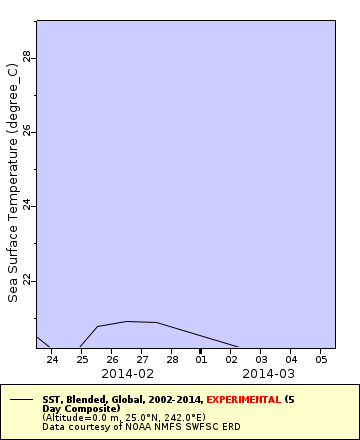 28
26
24
22
Sea Surface Temperature (degree_C)
24 25 26 27 28 01 02 03 04 05
2014-02 2014-03
SST, Blended, Global, 2002-2014, EXPERIMENTAL (5
Day Composite)
(Altitude=0.0 m, 25.0°N, 242.0°E)
Data courtesy of NOAA NMFS SWFSC ERD